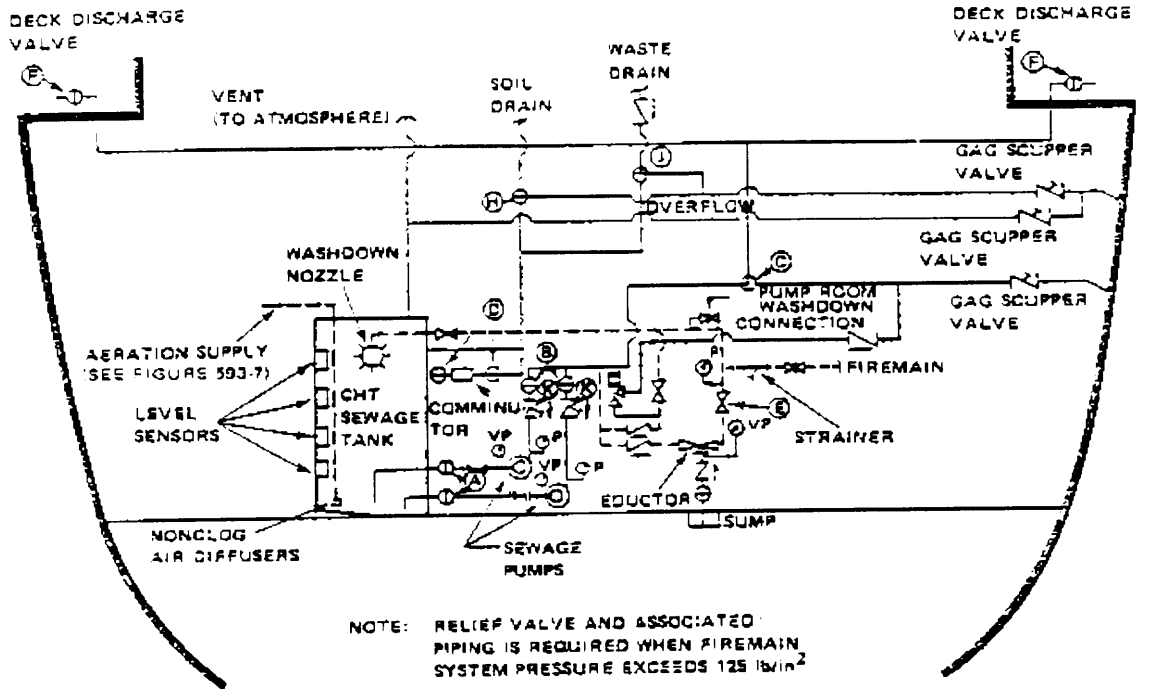 DECK DISCHARGE
VALVE
F
VENT
(TO ATMOSPHERE)
SOIL
DRAIN
WASTE
DRAIN
DECK DISCHARGE
VALVE
F
J
GAG SCUPPER
VALVE
H
OVERFLOW
GAG SCUPPER
VALVE
WASHDOWN
NOZZLE
D
C
PUMP ROOM
WASHDOWN
CONNECTION
GAG SCUPPER
VALVE
AERATION SUPPLY
(SEE FIGURE 593-7)
B
P
FIREMAIN
LEVEL
SENSORS
CHT
SEWAGE
TANK
COMMINU
TOR
E
VP
STRAINER
VP
P
VP
P
A
EDUCTOR
SUMP
NONCLOG
AIR DIFFUSERS
SEWAGE
PUMPS
NOTE: RELIEF VALVE AND ASSOCIATED
PIPING IS REQUIRED WHEN FIREMAIN
SYSTEM PRESSURE EXCEEDS 125 lb/in²